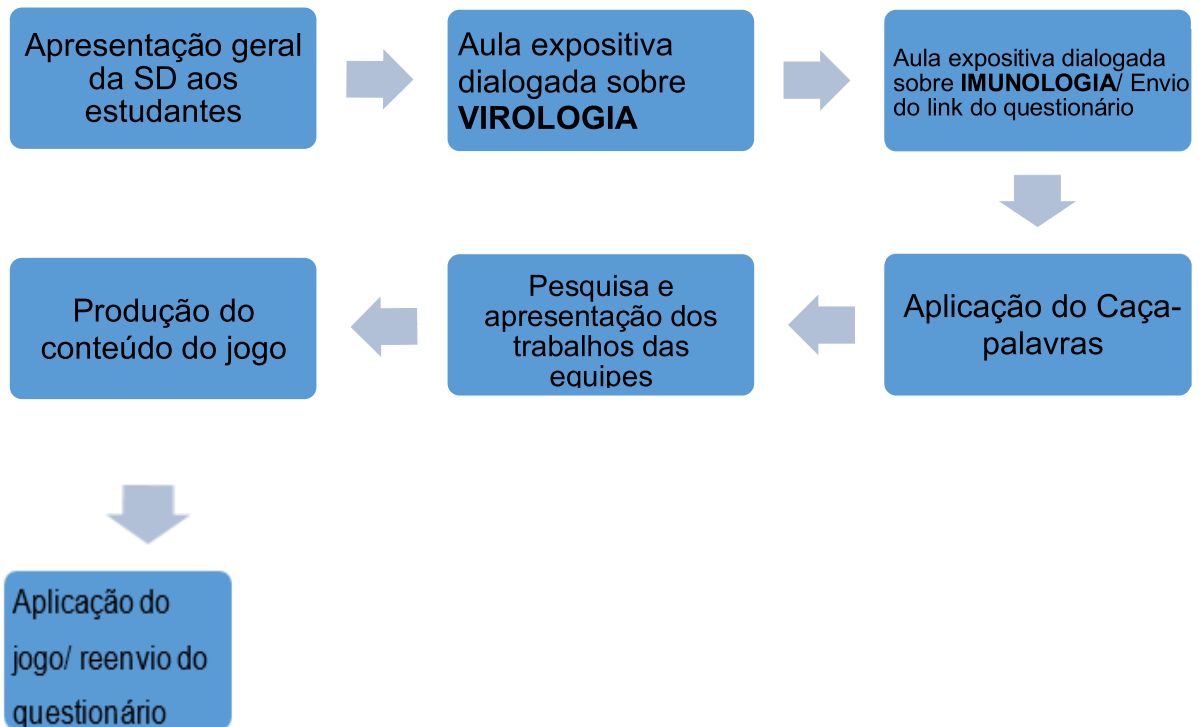 Apresentação geral
da SD aos
estudantes
Aula expositiva
dialogada sobre
VIROLOGIA
Aula expositiva dialogada
sobre IMUNOLOGIA/ Envio
do link do questionário
Aplicação do Caça-
palavras
Pesquisa e
apresentação dos
trabalhos das
equipes
Produção do
conteúdo do jogo
Aplicação do
jogo/ reenvio do
questionário